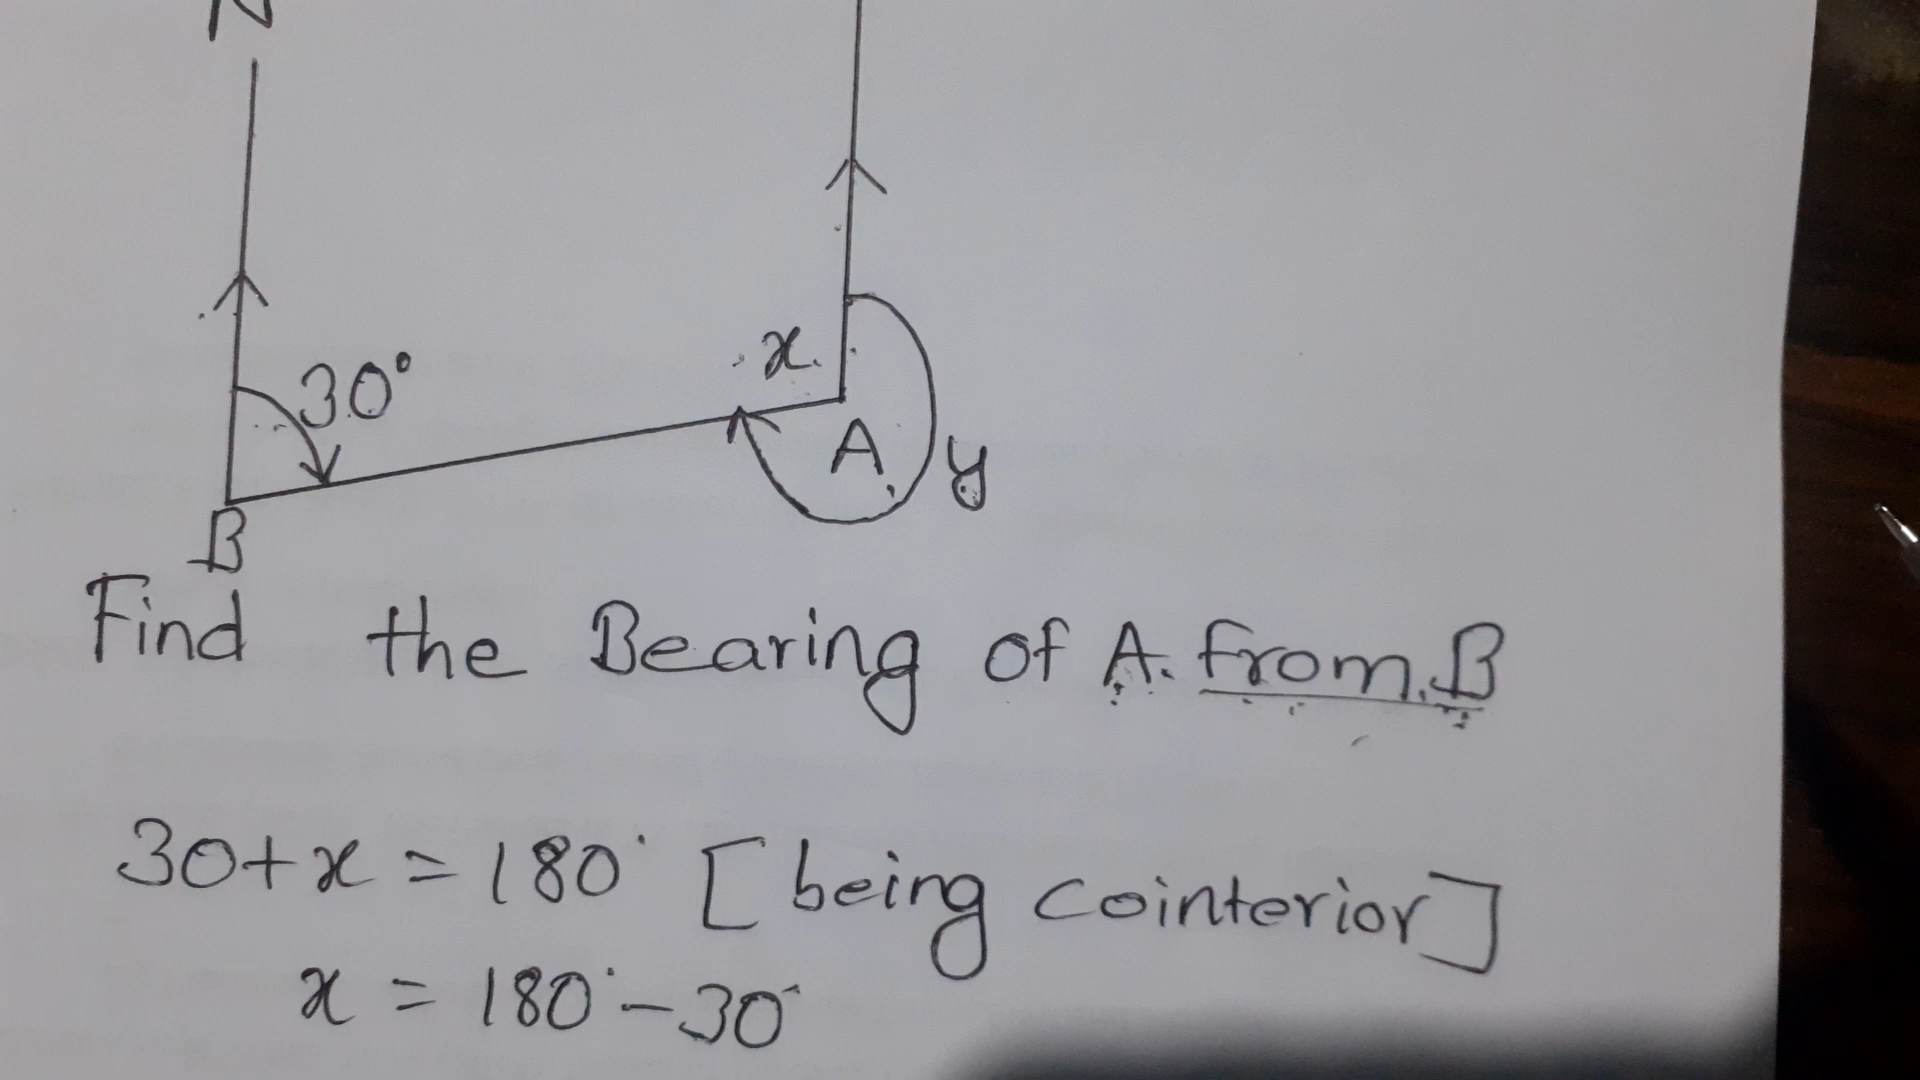 N
30°
x
A
y
B
Find the Bearing of A. from B
30+x = 180° [being cointerior]
x = 180° - 30°